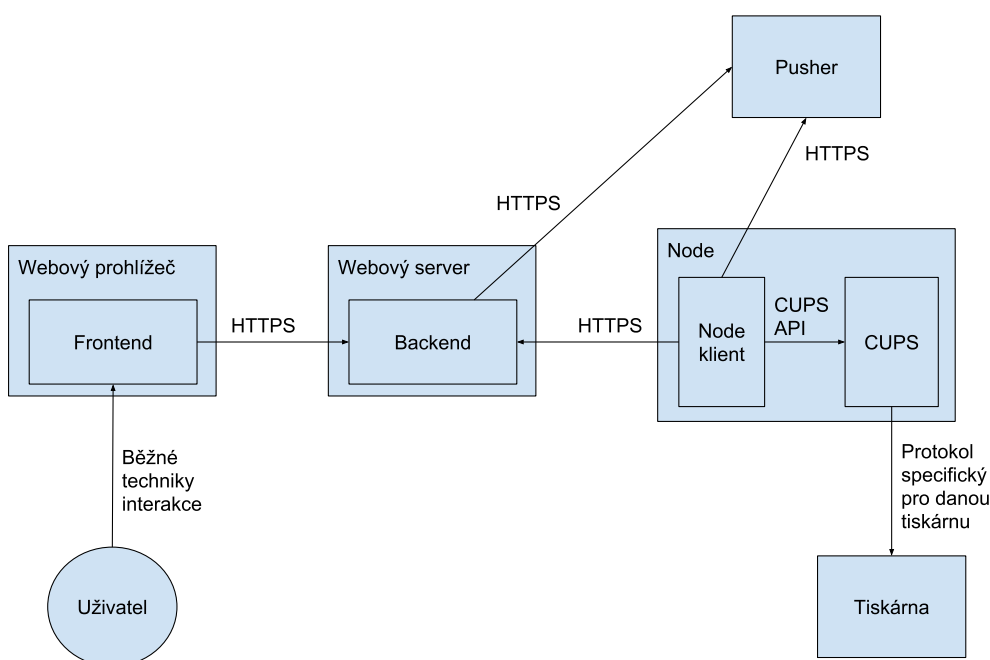 Pusher
HTTPS
HTTPS
Webový prohlížeč
Frontend
HTTPS
Webový server
Backend
HTTPS
Node
Node
klient
CUPS
API
CUPS
Běžné
techniky
interakce
Protokol
specifický
pro danou
tiskárnu
Uživatel
Tiskárna